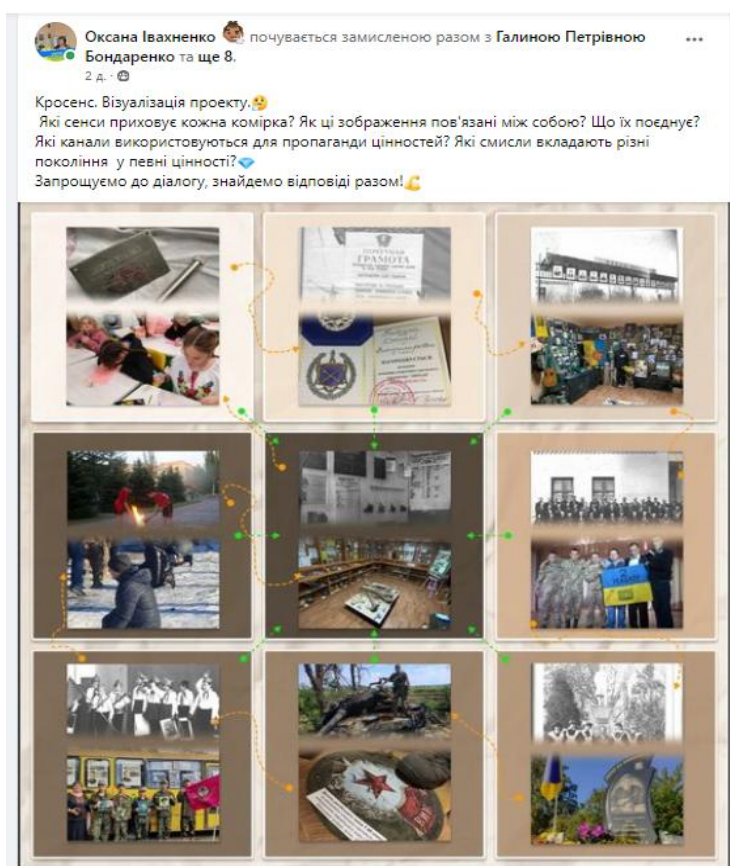 Оксана Івахненко почувається замисленою разом з Галиною Петрівною
Бондаренко та ще 8.
2 д. ·
Кросенс. Візуалізація проекту.🤔
Які сенси приховує кожна комірка? Як ці зображення пов'язані між собою? Що їх поєднує?
Які канали використовуються для пропаганди цінностей? Які смисли вкладають різні
покоління у певні цінності?💎
Запрошуємо до діалогу, знайдемо відповіді разом!💪
ГРАМОТА